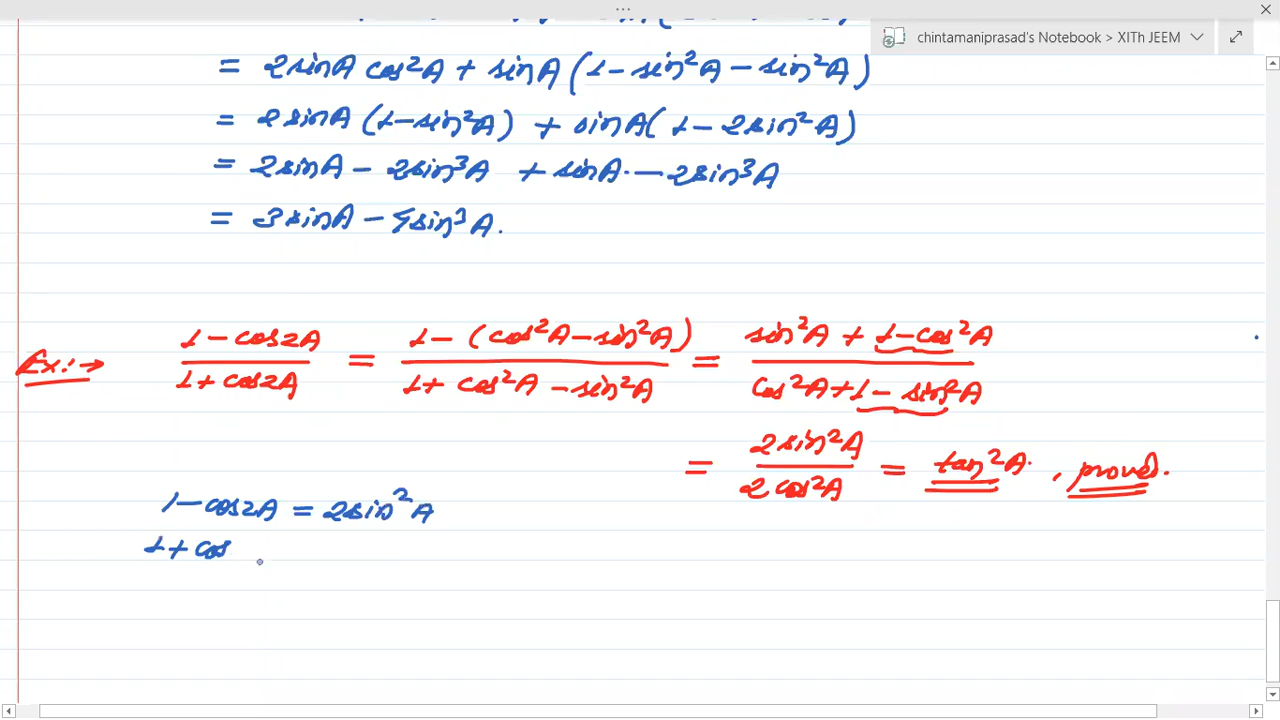 chintamaniprasad's Notebook > XITh JEEM
= 2sinA cos²A + sinA (1 - sin²A - sin²A)
= 2sinA (1-sin²A) + sinA (1 - 2sin²A)
= 2sinA - 2sin³A + sinA - 2sin³A
= 3sinA - 4sin³A.
Ex:→ (1 - cos2A)/(1 + cos2A) = (1 - (cos²A - sin²A))/(1 + cos²A - sin²A) = (sin²A + 1 - cos²A)/(cos²A + 1 - sin²A)
= (2sin²A)/(2cos²A) = tan²A. , proved.
1 - cos2A = 2sin²A
1 + cos